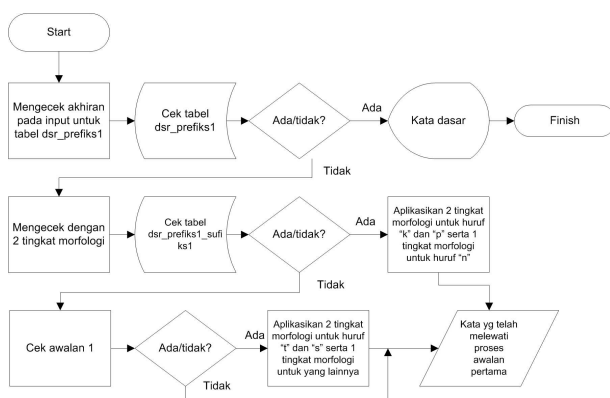 Start
Mengecek akhiran
pada input untuk
tabel dsr_prefiks1
Cek tabel
dsr_prefiks1
Ada/tidak?
Ada
Kata dasar
Finish
Tidak
Mengecek dengan
2 tingkat morfologi
Cek tabel
dsr_prefiks1_sufi
ks1
Ada/tidak?
Ada
Aplikasikan 2 tingkat
morfologi untuk huruf
“k” dan “p” serta 1
tingkat morfologi
untuk huruf “n”
Tidak
Cek awalan 1
Ada/tidak?
Ada
Aplikasikan 2 tingkat
morfologi untuk huruf
“t” dan “s” serta 1
tingkat morfologi
untuk yang lainnya
Kata yg telah
melewati
proses
awalan
pertama
Tidak